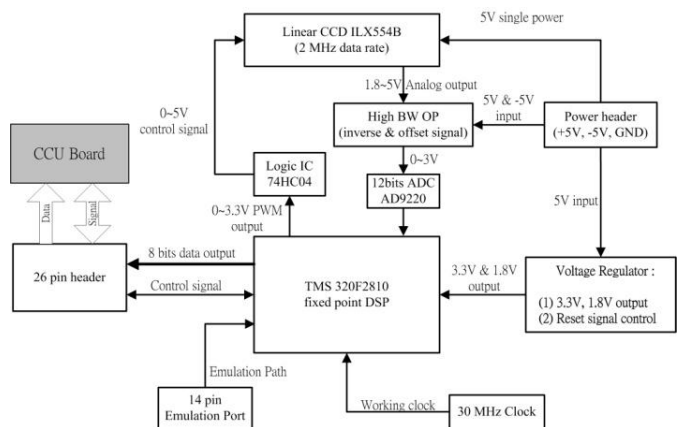 Linear CCD ILX554B
(2 MHz data rate)
5V single power
1.8~5V Analog output
0~5V
control signal
High BW OP
(inverse & offset signal)
5V & -5V
input
Power header
(+5V, -5V, GND)
CCU Board
Logic IC
74HC04
0~3V
12bits ADC
AD9220
5V input
Data
Signal
0~3.3V PWM
output
8 bits data output
26 pin header
Control signal
TMS 320F2810
fixed point DSP
3.3V & 1.8V
output
Voltage Regulator :
(1) 3.3V, 1.8V output
(2) Reset signal control
Emulation Path
14 pin
Emulation Port
Working clock
30 MHz Clock